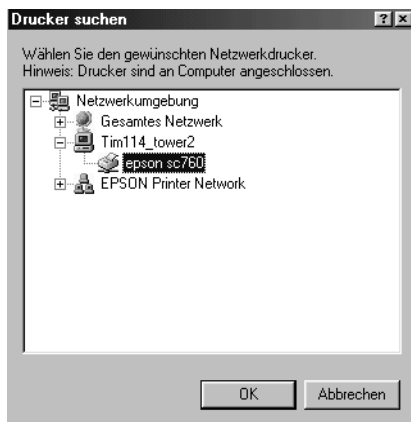 Drucker suchen
Wählen Sie den gewünschten Netzwerkdrucker.
Hinweis: Drucker sind an Computer angeschlossen.
Netzwerkumgebung
Gesamtes Netzwerk
Tim114_tower2
epson sc760
EPSON Printer Network
OK Abbrechen